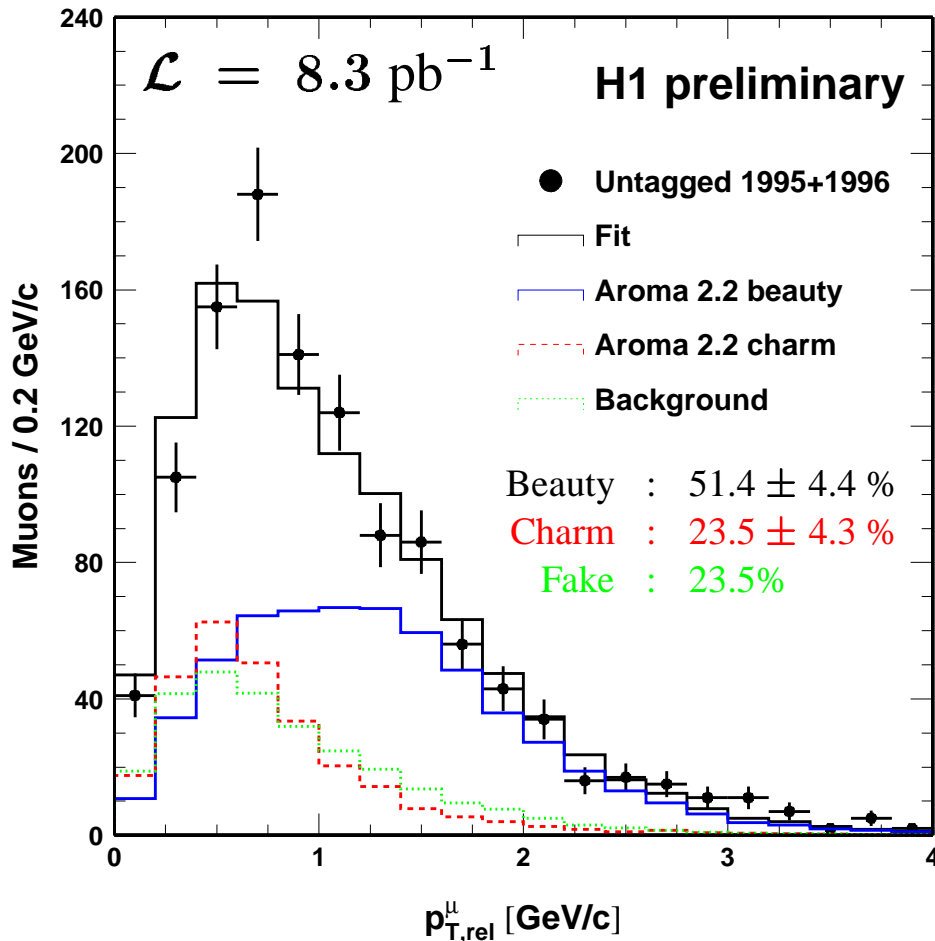 ℒ = 8.3 pb⁻¹
H1 preliminary
Untagged 1995+1996
Fit
Aroma 2.2 beauty
Aroma 2.2 charm
Background
Beauty : 51.4 ± 4.4 %
Charm : 23.5 ± 4.3 %
Fake : 23.5%
Muons / 0.2 GeV/c
240
200
160
120
80
40
0
0 1 2 3 4
p^μ_T,rel [GeV/c]